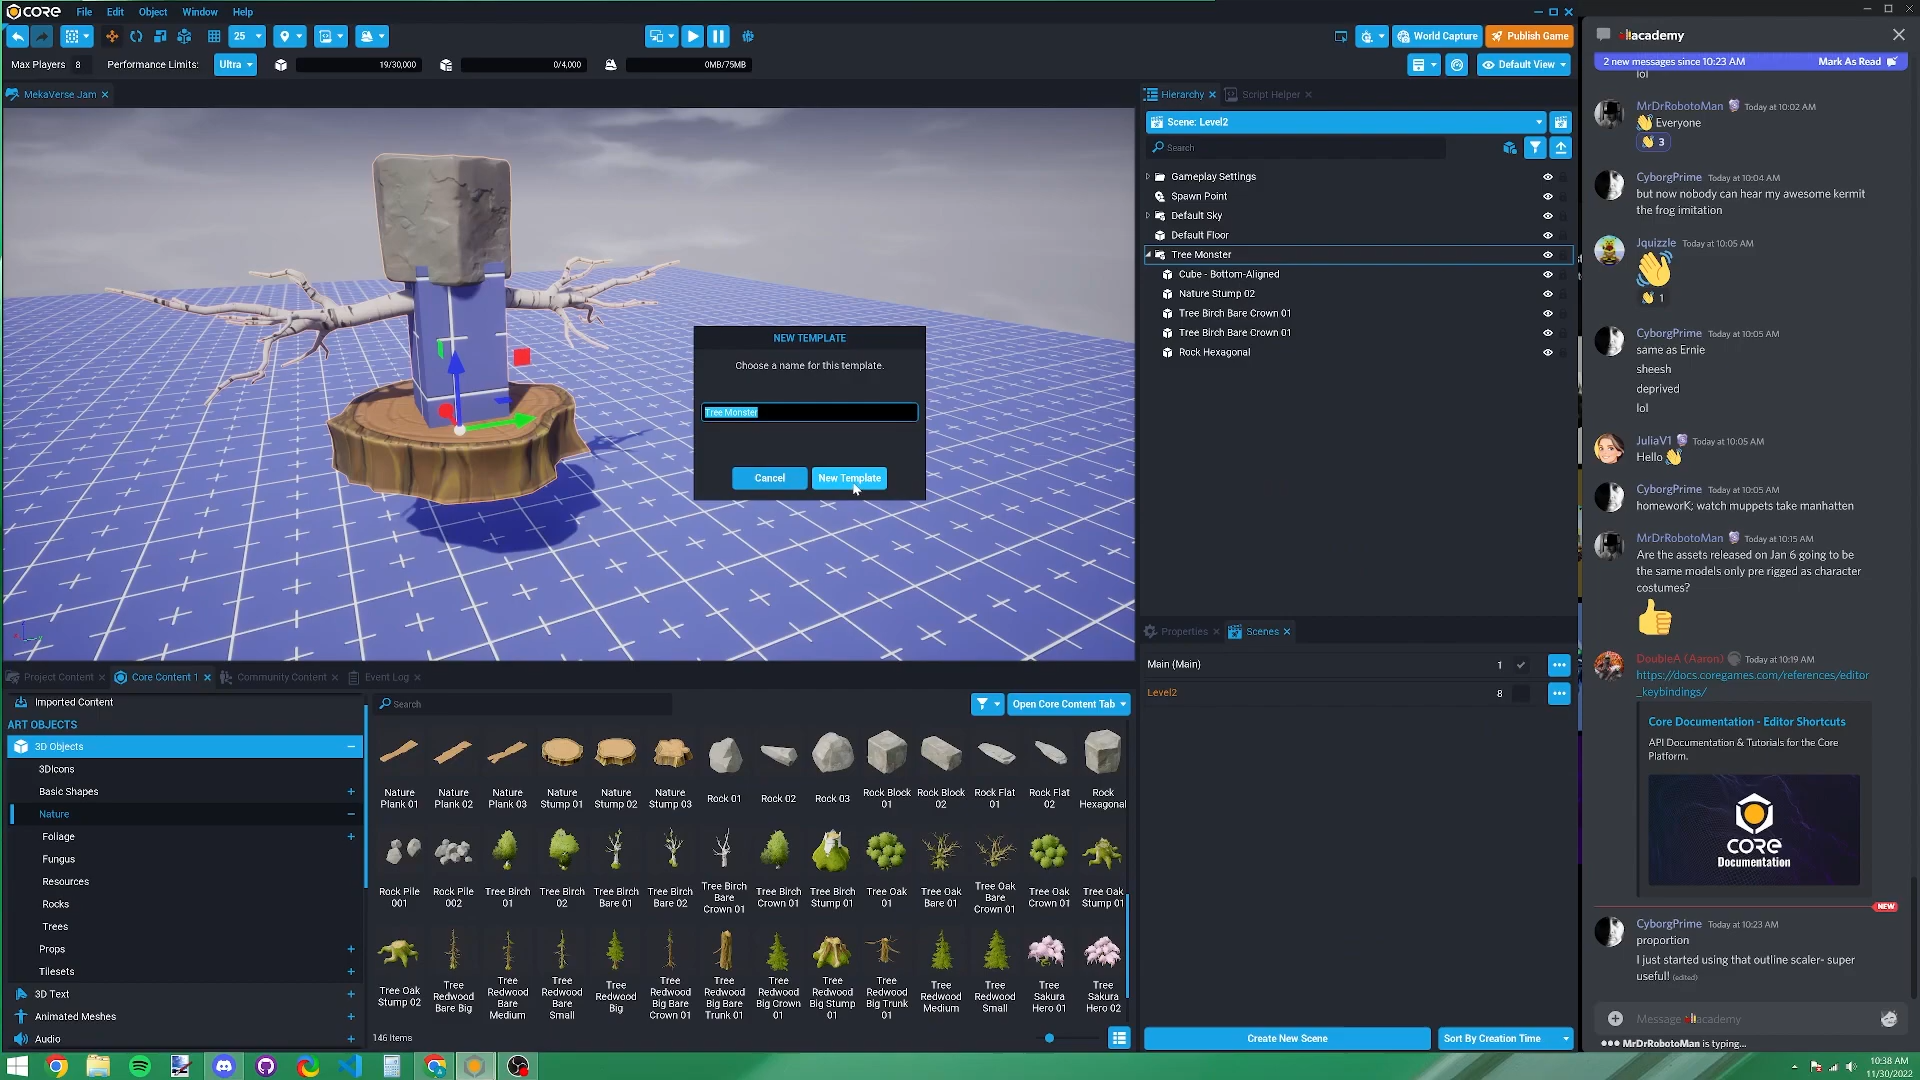 CORE
File
Edit
Object
Window
Help
25
World Capture
Publish Game
Max Players
8
Performance Limits:
Ultra
19/30,000
0/4,000
0MB/75MB
Default View
MekaVerse Jam
Hierarchy
Script Helper
Scene: Level2
Search
Gameplay Settings
Spawn Point
Default Sky
Default Floor
Tree Monster
Cube - Bottom-Aligned
Nature Stump 02
Tree Birch Bare Crown 01
Tree Birch Bare Crown 01
Rock Hexagonal
NEW TEMPLATE
Choose a name for this template.
Tree Monster
Cancel
New Template
Properties
Scenes
Main (Main)
1
Level2
8
Create New Scene
Sort By Creation Time
Project Content
Core Content 1
Community Content
Event Log
Imported Content
ART OBJECTS
3D Objects
3DIcons
Basic Shapes
Nature
Foliage
Fungus
Resources
Rocks
Trees
Props
Tilesets
3D Text
Animated Meshes
Audio
Search
Open Core Content Tab
Nature Plank 01
Nature Plank 02
Nature Plank 03
Nature Stump 01
Nature Stump 02
Nature Stump 03
Rock 01
Rock 02
Rock 03
Rock Block 01
Rock Block 02
Rock Flat 01
Rock Flat 02
Rock Hexagonal
Rock Pile 001
Rock Pile 002
Tree Birch 01
Tree Birch 02
Tree Birch Bare 01
Tree Birch Bare 02
Tree Birch Bare Crown 01
Tree Birch Crown 01
Tree Birch Stump 01
Tree Oak 01
Tree Oak Bare 01
Tree Oak Bare Crown 01
Tree Oak Crown 01
Tree Oak Stump 01
Tree Oak Stump 02
Tree Redwood Bare Big
Tree Redwood Bare Medium
Tree Redwood Bare Small
Tree Redwood Big
Tree Redwood Big Bare Crown 01
Tree Redwood Big Bare Trunk 01
Tree Redwood Big Crown 01
Tree Redwood Big Stump 01
Tree Redwood Big Trunk 01
Tree Redwood Medium
Tree Redwood Small
Tree Sakura Hero 01
Tree Sakura Hero 02
146 Items
academy
2 new messages since 10:23 AM
Mark As Read
lol
MrDrRobotoMan Today at 10:02 AM
Everyone
3
CyborgPrime Today at 10:04 AM
but now nobody can hear my awesome kermit
the frog imitation
Jquizzle Today at 10:05 AM
1
CyborgPrime Today at 10:05 AM
same as Ernie
sheesh
deprived
lol
JuliaV1 Today at 10:05 AM
Hello
CyborgPrime Today at 10:05 AM
homeworK; watch muppets take manhatten
MrDrRobotoMan Today at 10:15 AM
Are the assets released on Jan 6 going to be
the same models only pre rigged as character
costumes?
DoubleA (Aaron) Today at 10:19 AM
https://docs.coregames.com/references/editor
_keybindings/
Core Documentation - Editor Shortcuts
API Documentation & Tutorials for the Core
Platform.
CORE
Documentation
NEW
CyborgPrime Today at 10:23 AM
proportion
I just started using that outline scaler- super
useful! (edited)
Message academy
MrDrRobotoMan is typing...
10:38 AM
11/30/2022